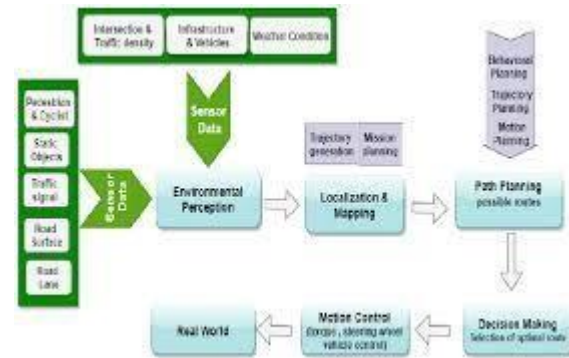 Intersection &
Traffic density
Infrastructure
& Vehicles
Weather Condition
Sensor
Data
Pedestrian
& Cyclist
Static
Objects
Traffic
signal
Road
Surface
Road
Lane
Sensor
Data
Environmental
Perception
Trajectory
generation
Mission
planning
Localization &
Mapping
Behavioral
Planning
Trajectory
Planning
Motion
Planning
Path Planning
possible routes
Decision Making
Selection of optimal route
Motion Control
(torque , steering wheel
vehicle control)
Real World